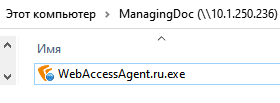 Этот компьютер › ManagingDoc (\\10.1.250.236)
Имя
WebAccessAgent.ru.exe